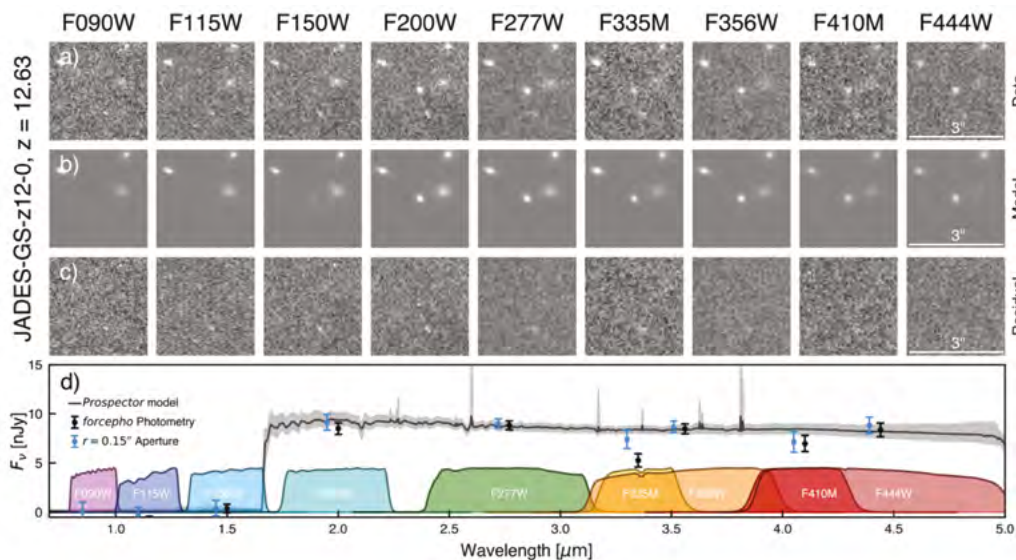 F090W F115W F150W F200W F277W F335M F356W F410M F444W
JADES-GS-z12-0, z = 12.63
a)
3"
Data
b)
3"
Model
c)
3"
Residual
d)
Prospector model
forcepho Photometry
r = 0.15" Aperture
15
10
5
0
Fν [nJy]
F090W F115W F277W F335M F410M F444W
1.0 1.5 2.0 2.5 3.0 3.5 4.0 4.5 5.0
Wavelength [μm]